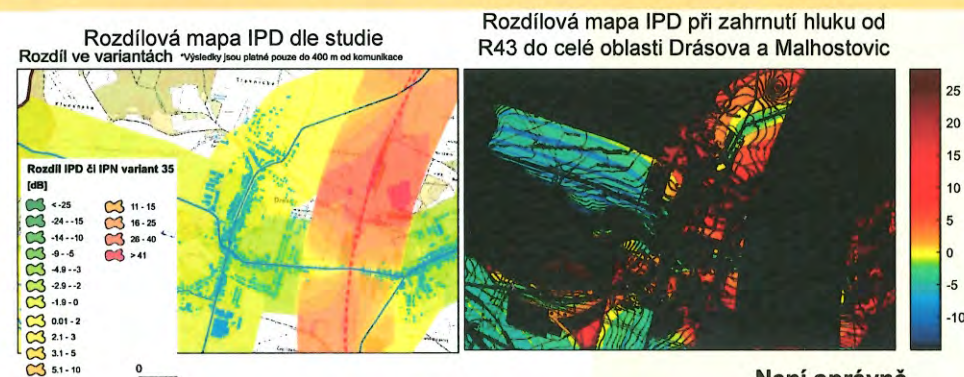 Rozdílová mapa IPD dle studie
Rozdíl ve variantách *Výsledky jsou platné pouze do 400 m od komunikace
Rozdíl IPD či IPN variant 35
[dB]
< -25
-24 - -15
-14 - -10
-9 - -5
-4.9 - -3
-2.9 - -2
-1.9 - 0
0.01 - 2
2.1 - 3
3.1 - 5
5.1 - 10
11 - 15
16 - 25
26 - 40
> 41
0
Rozdílová mapa IPD při zahrnutí hluku od
R43 do celé oblasti Drásova a Malhostovic
25
20
15
10
5
0
-5
-10
Není správně